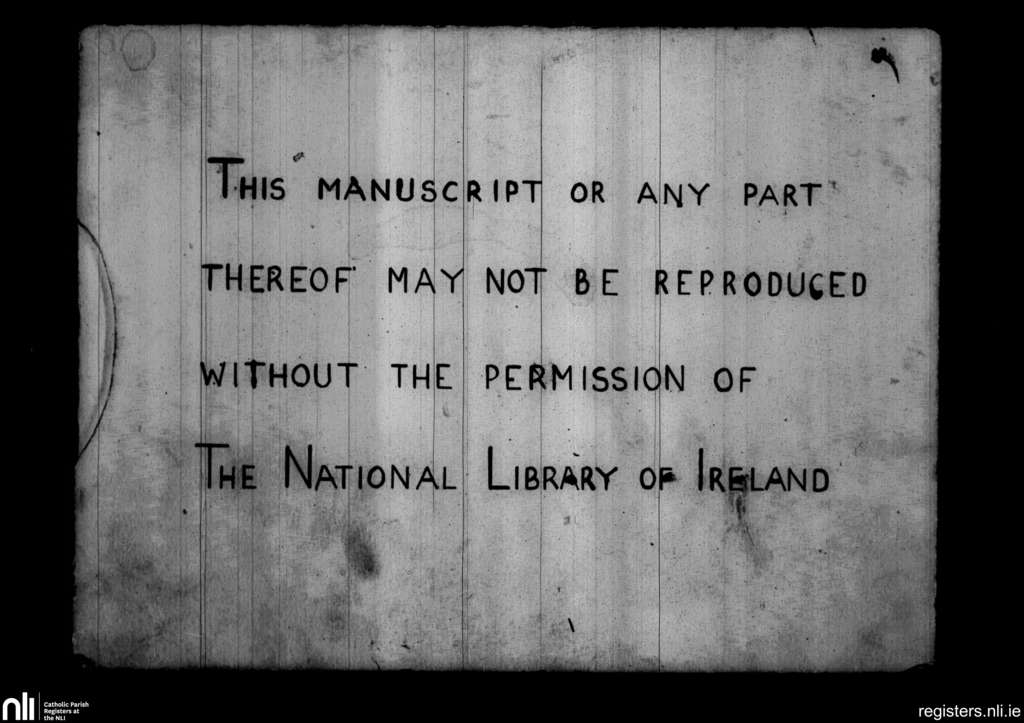 THIS MANUSCRIPT OR ANY PART
THEREOF MAY NOT BE REPRODUCED
WITHOUT THE PERMISSION OF
THE NATIONAL LIBRARY OF IRELAND
nli
Catholic Parish
Registers at
the NLI
registers.nli.ie